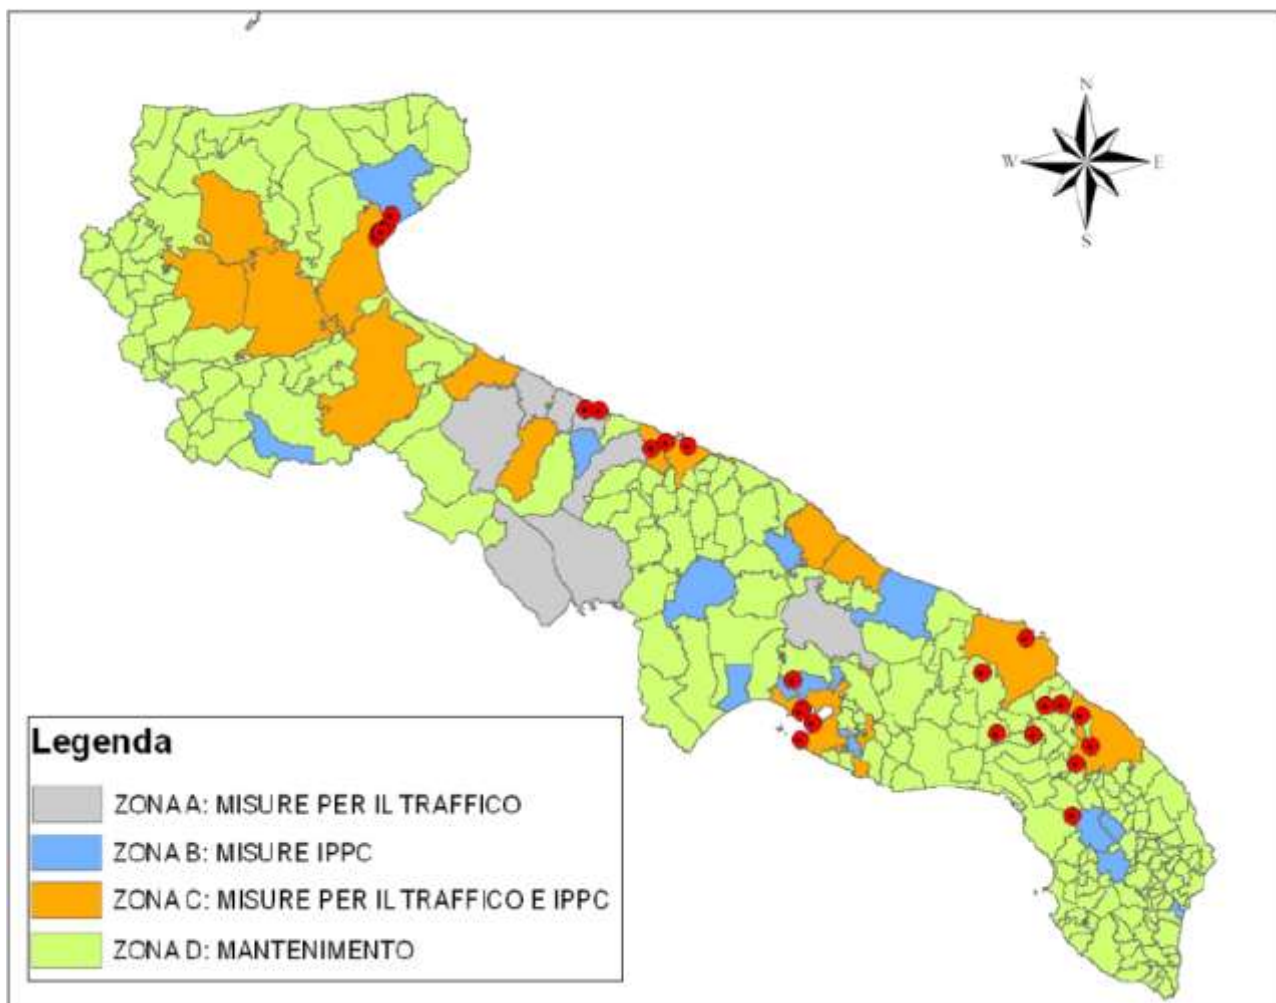 N
W E
S
Legenda
ZONA A: MISURE PER IL TRAFFICO
ZONA B: MISURE IPPC
ZONA C: MISURE PER IL TRAFFICO E IPPC
ZONA D: MANTENIMENTO